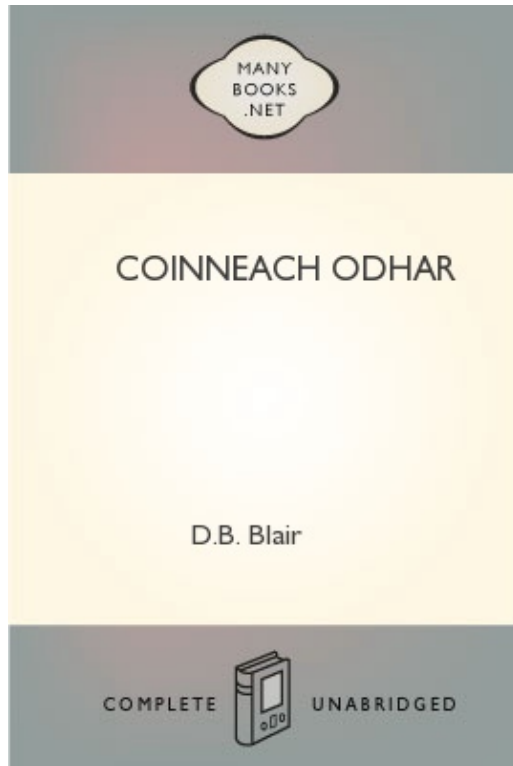 MANY
BOOKS
.NET
COINNEACH ODHAR
D.B. Blair
COMPLETE UNABRIDGED